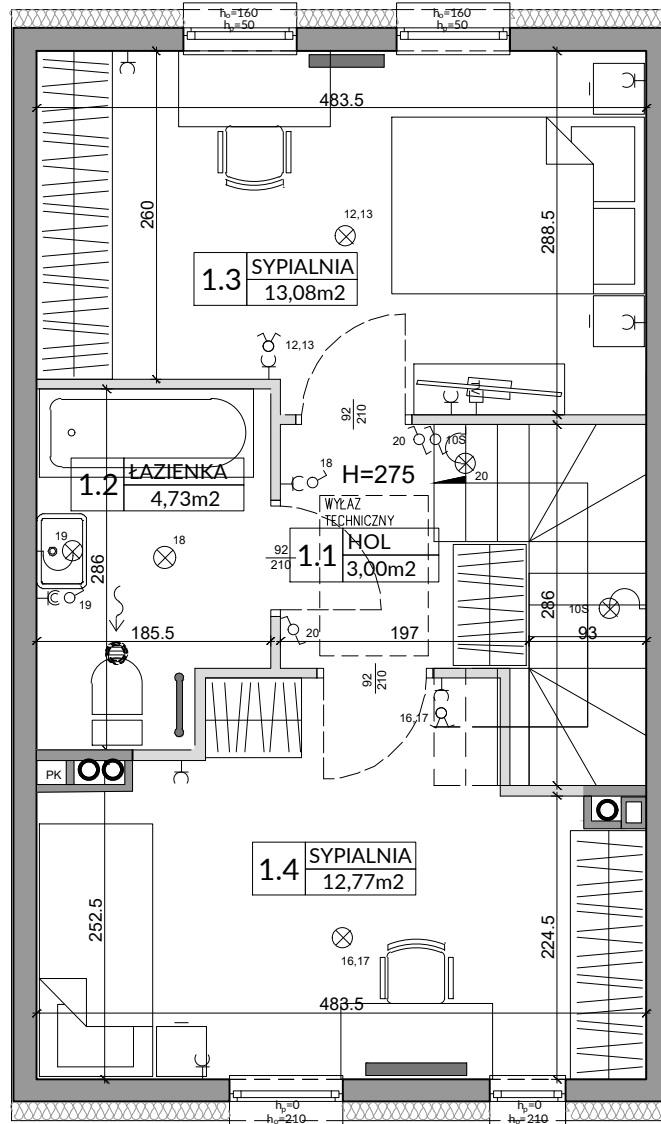 hₒ=160
hₚ=50
hₒ=160
hₚ=50
483.5
260
288.5
12,13
1.3
SYPIALNIA
13,08m2
12,13
92
210
20
10S
18
H=275
20
1.2
ŁAZIENKA
4,73m2
WYŁAZ
TECHNICZNY
1.1
HOL
3,00m2
19
18
92
210
286
286
19
10S
20
185.5
197
93
92
210
16,17
PK
1.4
SYPIALNIA
12,77m2
252.5
224.5
16,17
483.5
hₚ=0
hₒ=210
hₚ=0
hₒ=210